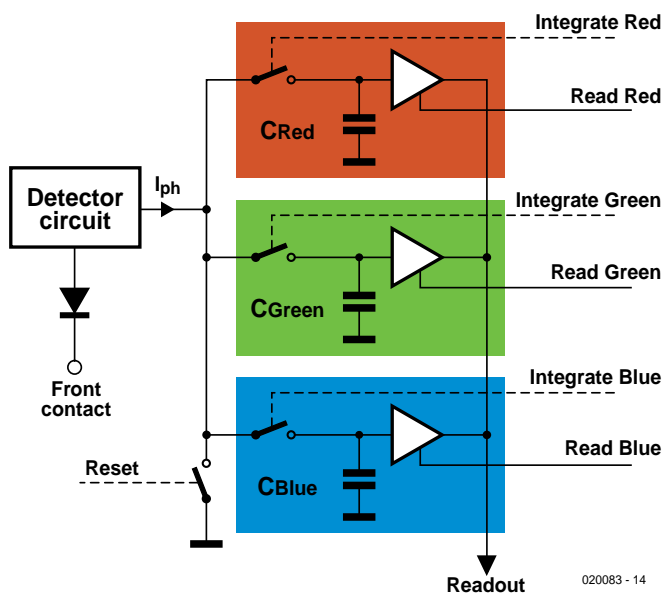 Integrate Red
Read Red
CRed
Detector
circuit
Iph
Integrate Green
Read Green
CGreen
Front
contact
Integrate Blue
Read Blue
Reset
CBlue
Readout
020083 - 14